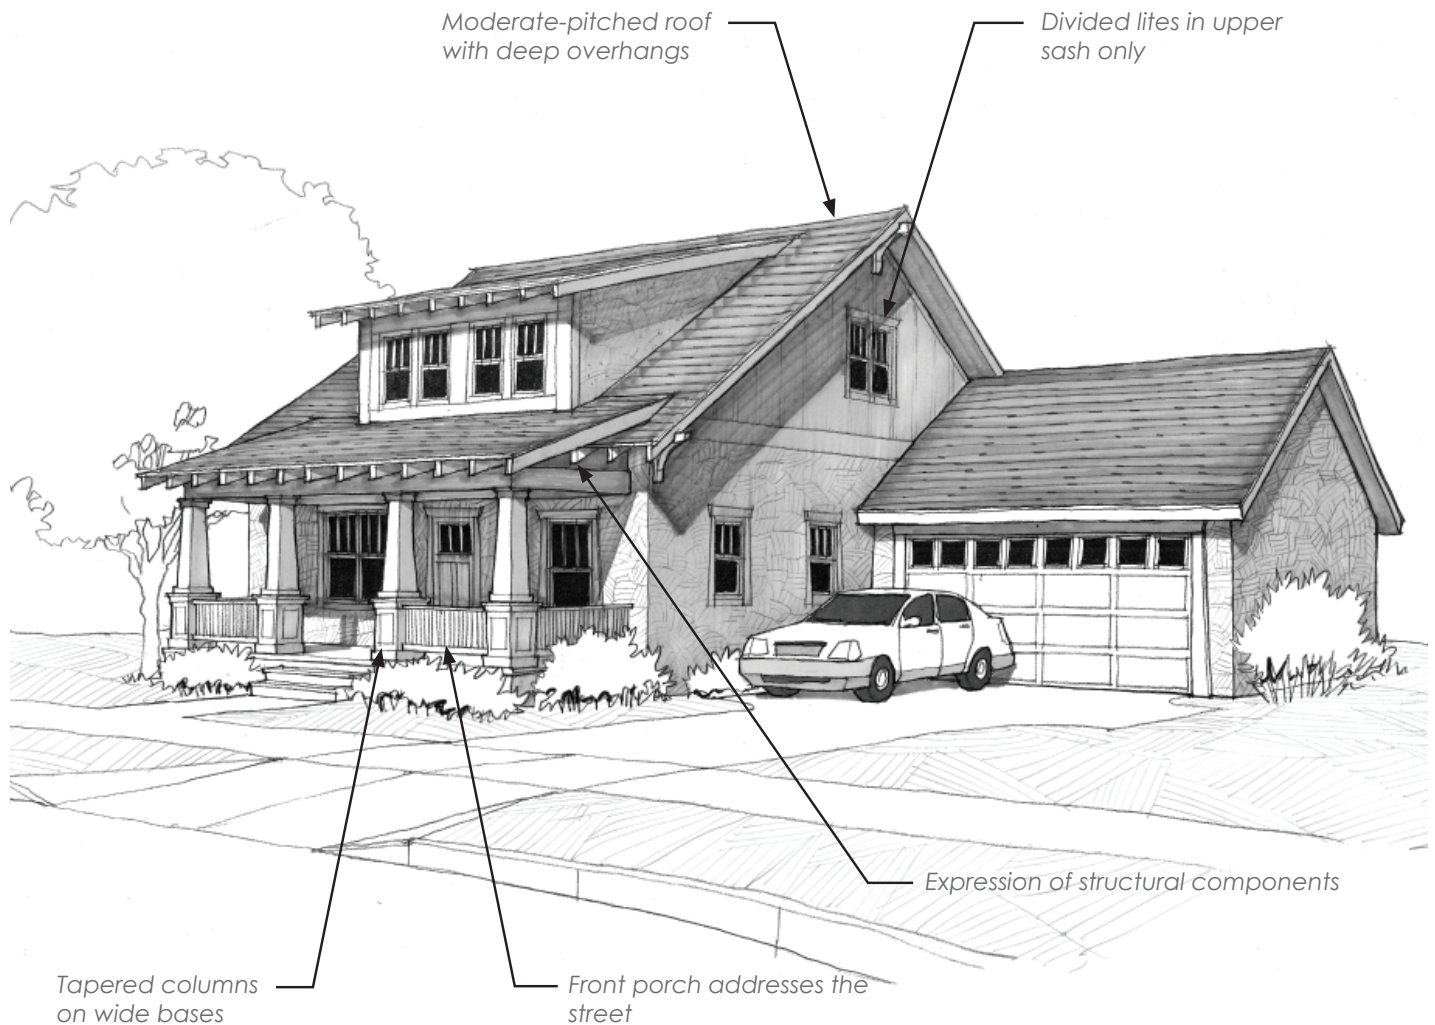 Moderate-pitched roof
with deep overhangs
Divided lites in upper
sash only
Expression of structural components
Tapered columns
on wide bases
Front porch addresses the
street